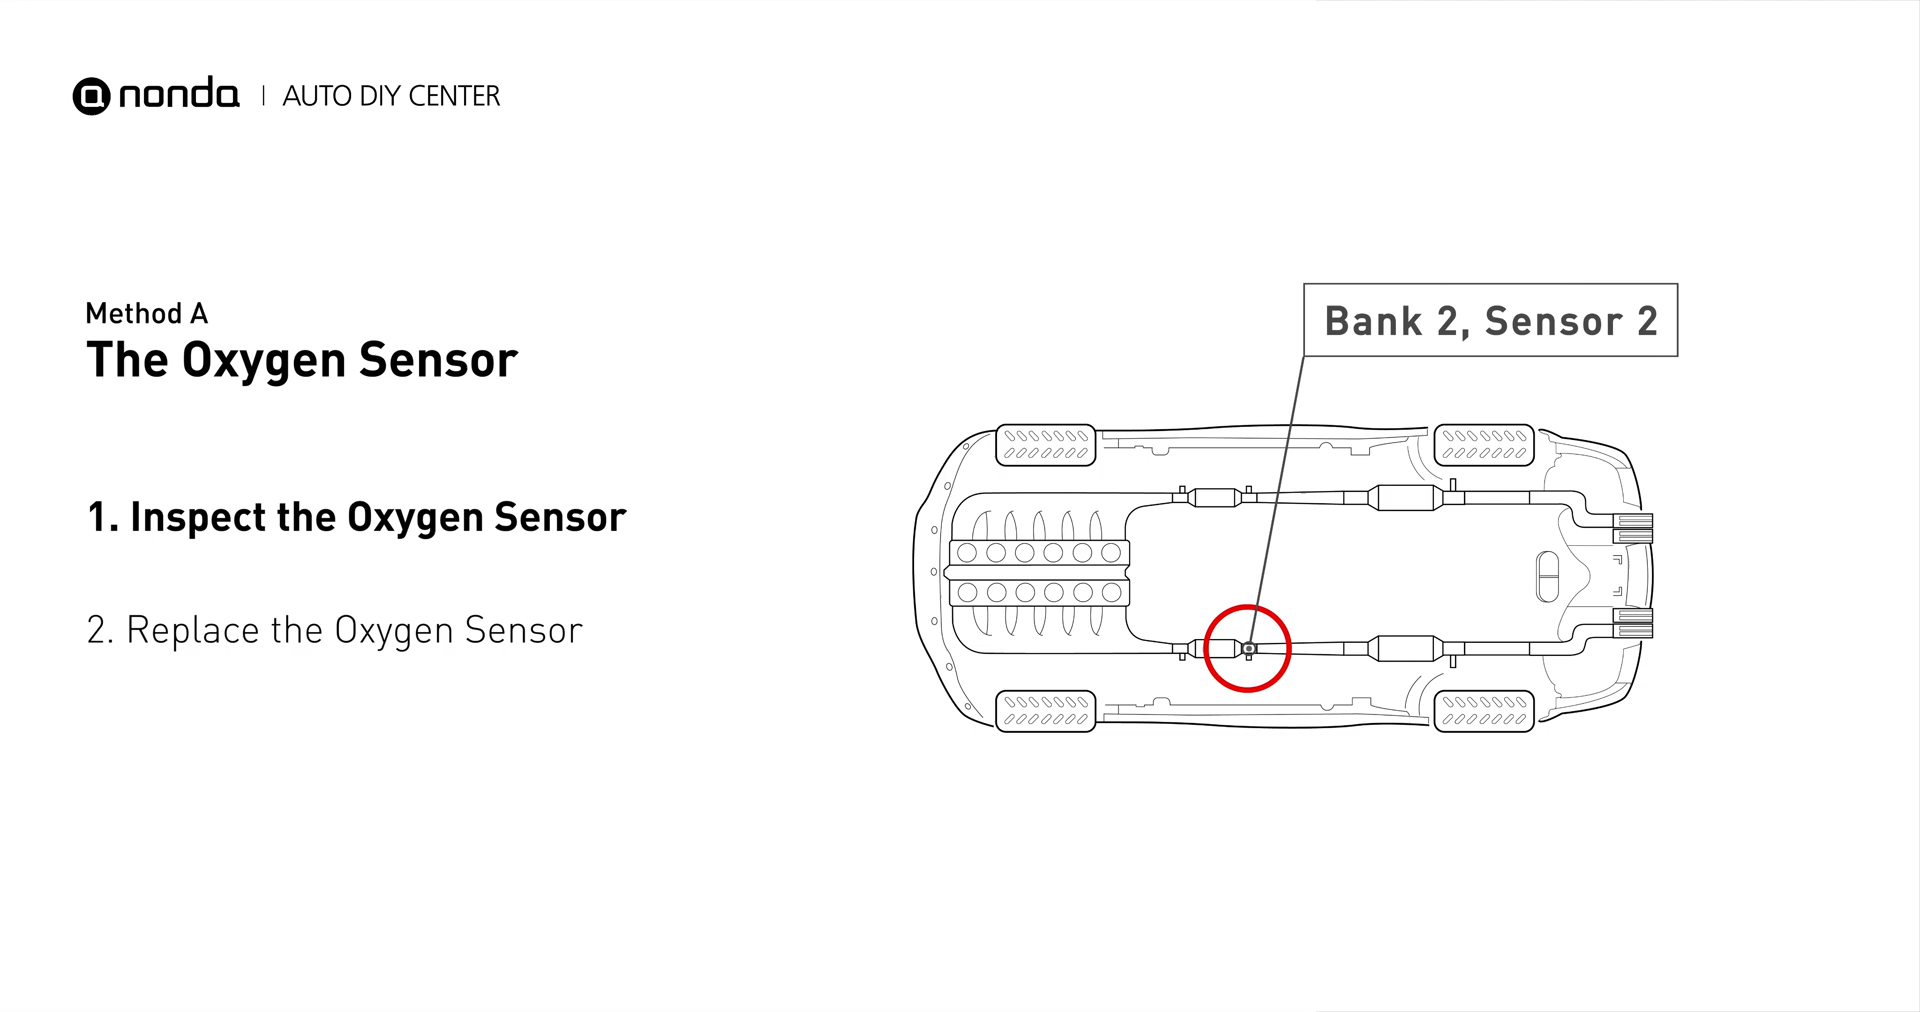 nonda | AUTO DIY CENTER
Method A
The Oxygen Sensor
1. Inspect the Oxygen Sensor
2. Replace the Oxygen Sensor
Bank 2, Sensor 2